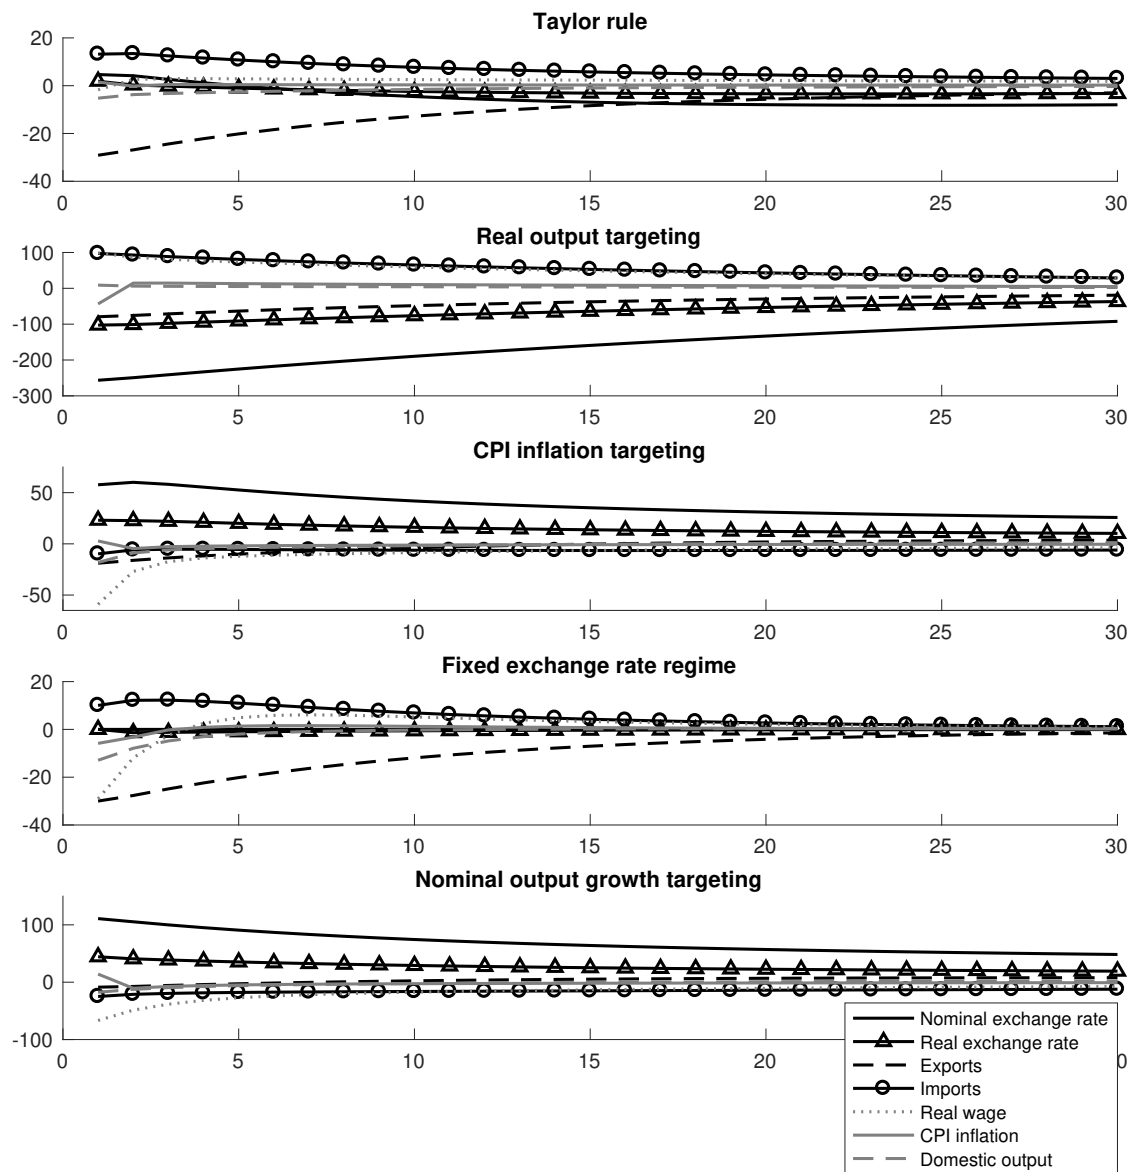 Taylor rule
20
0
-20
-40
0 5 10 15 20 25 30
Real output targeting
100
0
-100
-200
-300
0 5 10 15 20 25 30
CPI inflation targeting
50
0
-50
0 5 10 15 20 25 30
Fixed exchange rate regime
20
0
-20
-40
0 5 10 15 20 25 30
Nominal output growth targeting
100
0
-100
0 5 10 15 20 0
Nominal exchange rate
Real exchange rate
Exports
Imports
Real wage
CPI inflation
Domestic output